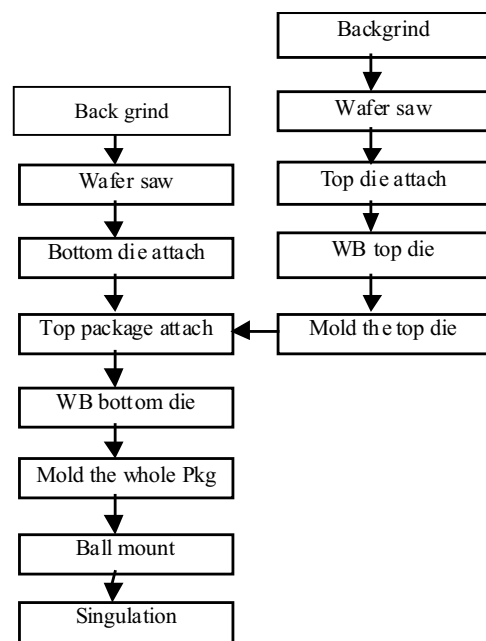 Backgrind
Wafer saw
Top die attach
WB top die
Mold the top die
Back grind
Wafer saw
Bottom die attach
Top package attach
WB bottom die
Mold the whole Pkg
Ball mount
Singulation